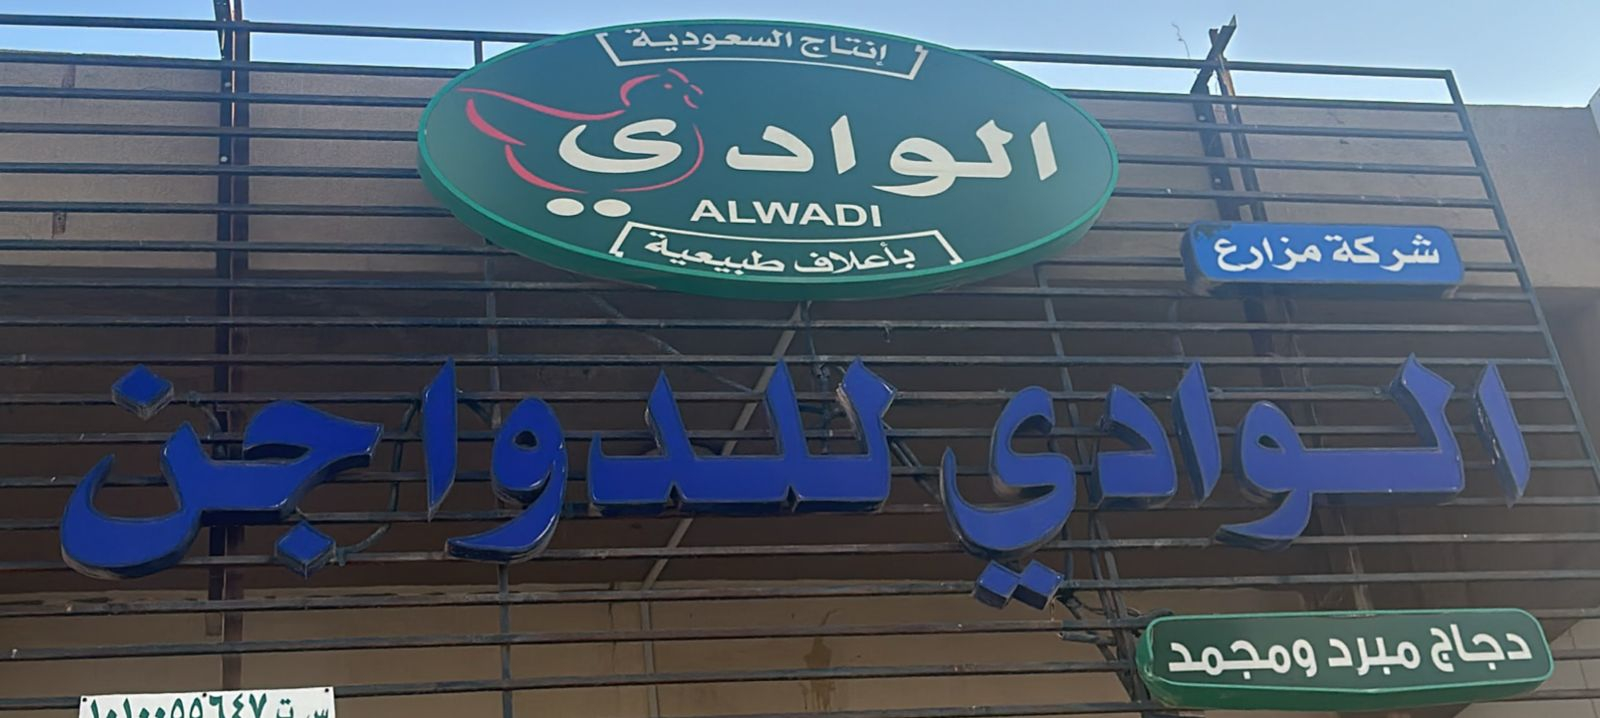 إنتاج السعودية
الوادي
ALWADI
بأعلاف طبيعية
شركة مزارع
الوادي للدواجن
دجاج مبرد ومجمد
س ت ١٠١٠٠٥٥٦٤٧